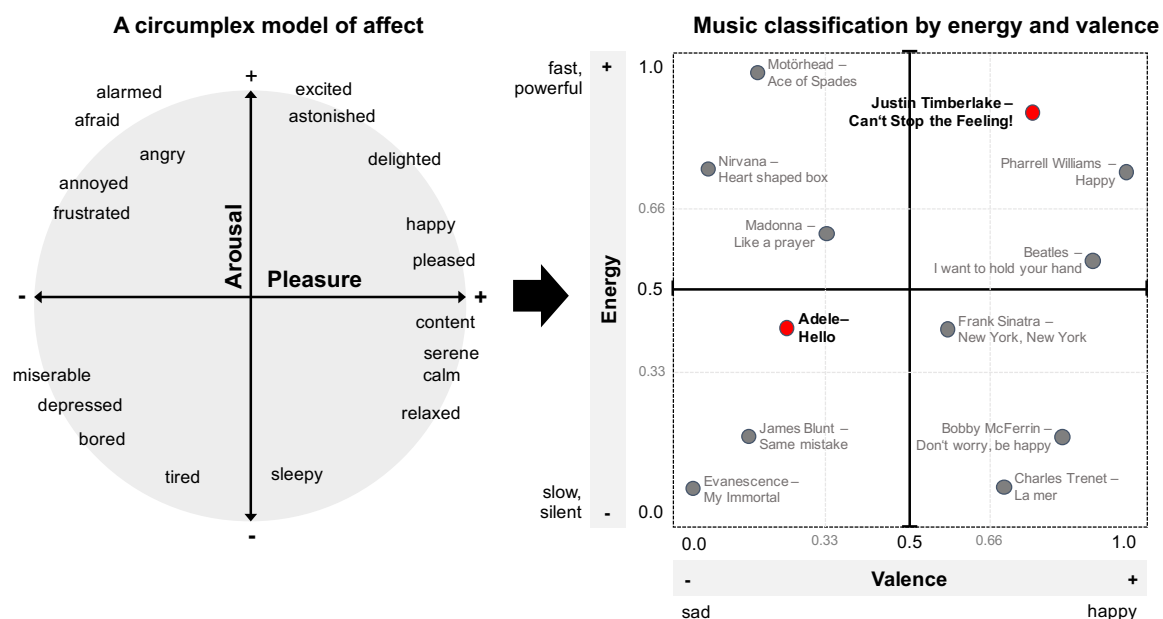 A circumplex model of affect
+
alarmed
excited
afraid
astonished
angry
delighted
annoyed
frustrated
happy
pleased
Arousal
Pleasure
-
+
content
serene
calm
miserable
depressed
relaxed
bored
tired
sleepy
-
Music classification by energy and valence
fast,
powerful
+
Energy
slow,
silent
-
1.0
0.66
0.5
0.33
0.0
Motörhead –
Ace of Spades
Justin Timberlake –
Can't Stop the Feeling!
Nirvana –
Heart shaped box
Pharrell Williams –
Happy
Madonna –
Like a prayer
Beatles –
I want to hold your hand
Adele–
Hello
Frank Sinatra –
New York, New York
James Blunt –
Same mistake
Bobby McFerrin –
Don't worry, be happy
Evanescence –
My Immortal
Charles Trenet –
La mer
0.0
0.33
0.5
0.66
1.0
-
Valence
+
sad
happy